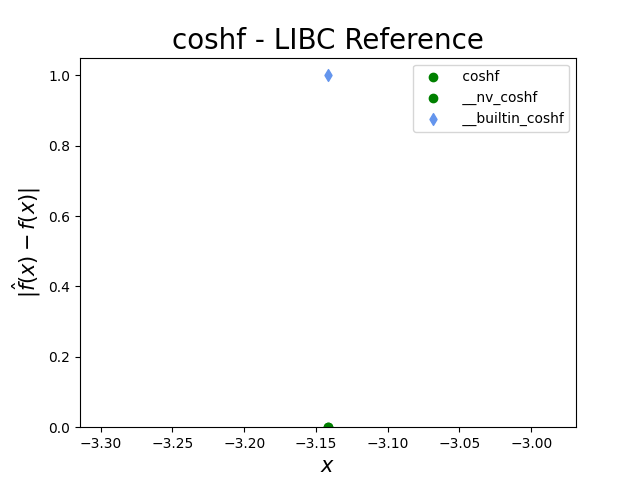 coshf - LIBC Reference
coshf
__nv_coshf
__builtin_coshf
1.0
0.8
0.6
0.4
0.2
0.0
|f̂(x) − f(x)|
−3.30 −3.25 −3.20 −3.15 −3.10 −3.05 −3.00
x